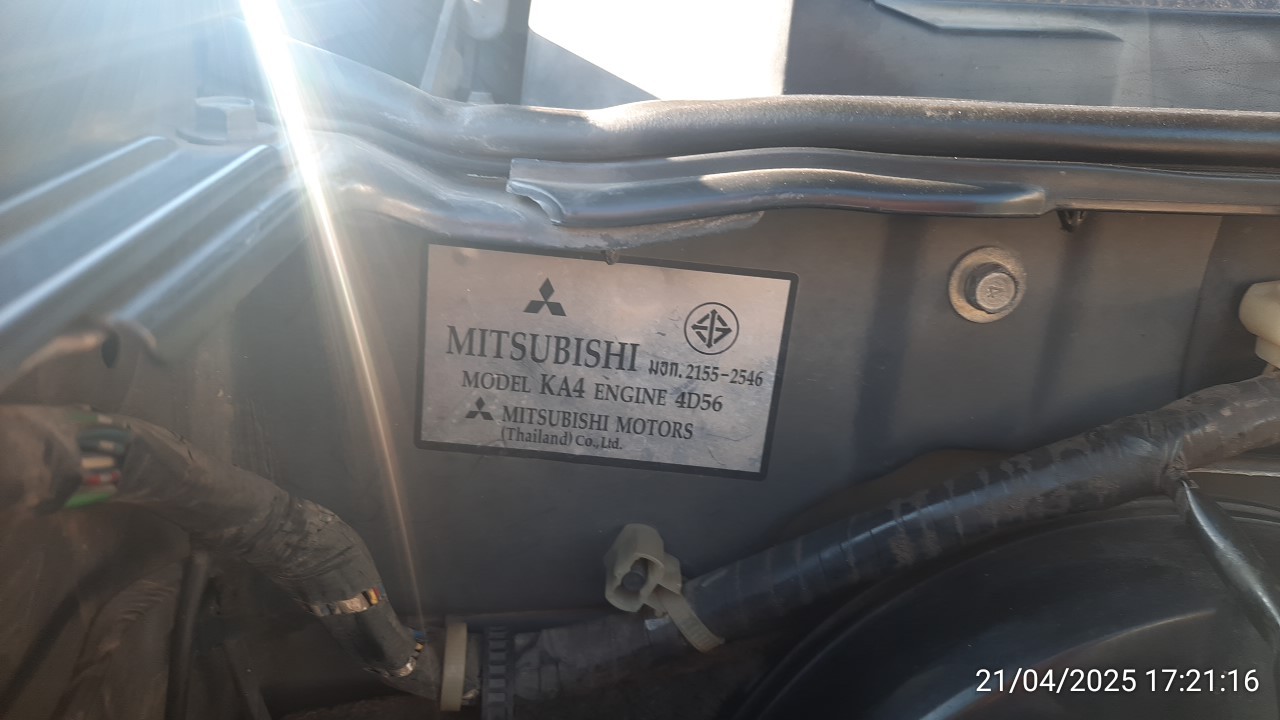 MITSUBISHI มอก.2155-2546
MODEL KA4 ENGINE 4D56
MITSUBISHI MOTORS
(Thailand) Co.,Ltd.
4
21/04/2025 17:21:16